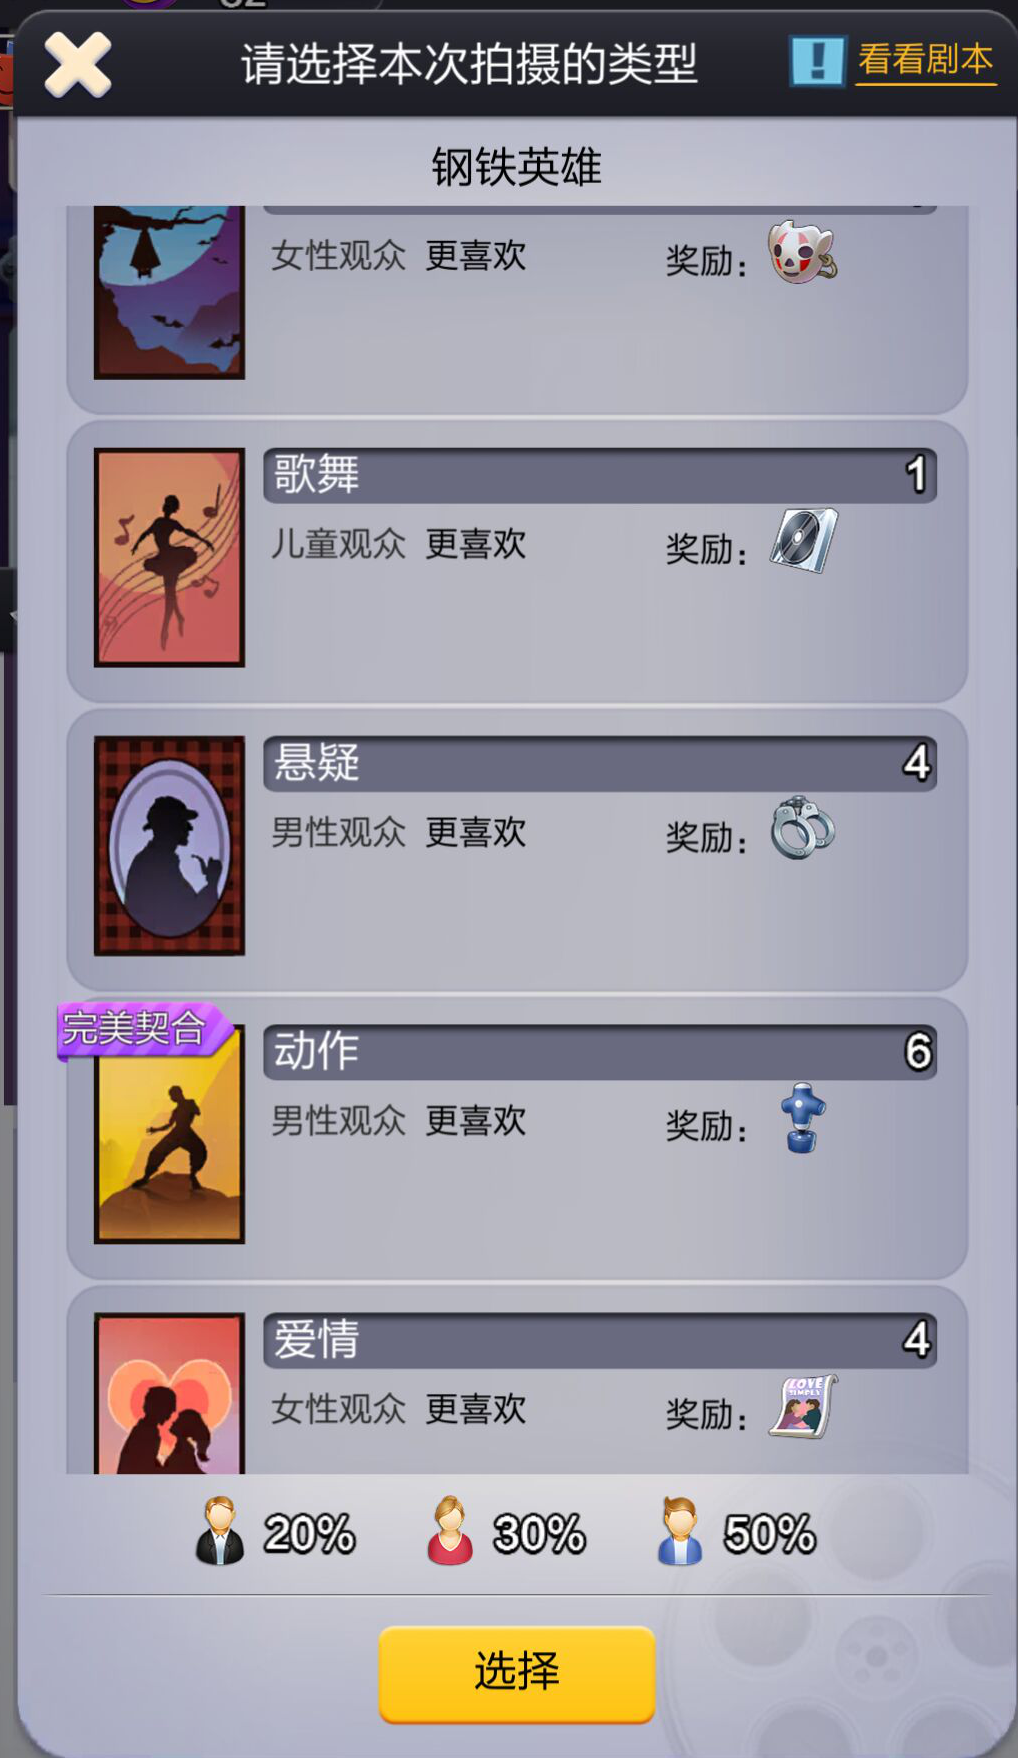 请选择本次拍摄的类型
看看剧本
钢铁英雄
女性观众 更喜欢 奖励：
歌舞 1
儿童观众 更喜欢 奖励：
悬疑 4
男性观众 更喜欢 奖励：
完美契合
动作 6
男性观众 更喜欢 奖励：
爱情 4
女性观众 更喜欢 奖励：
LOVE
SIMPLY
20% 30% 50%
选择